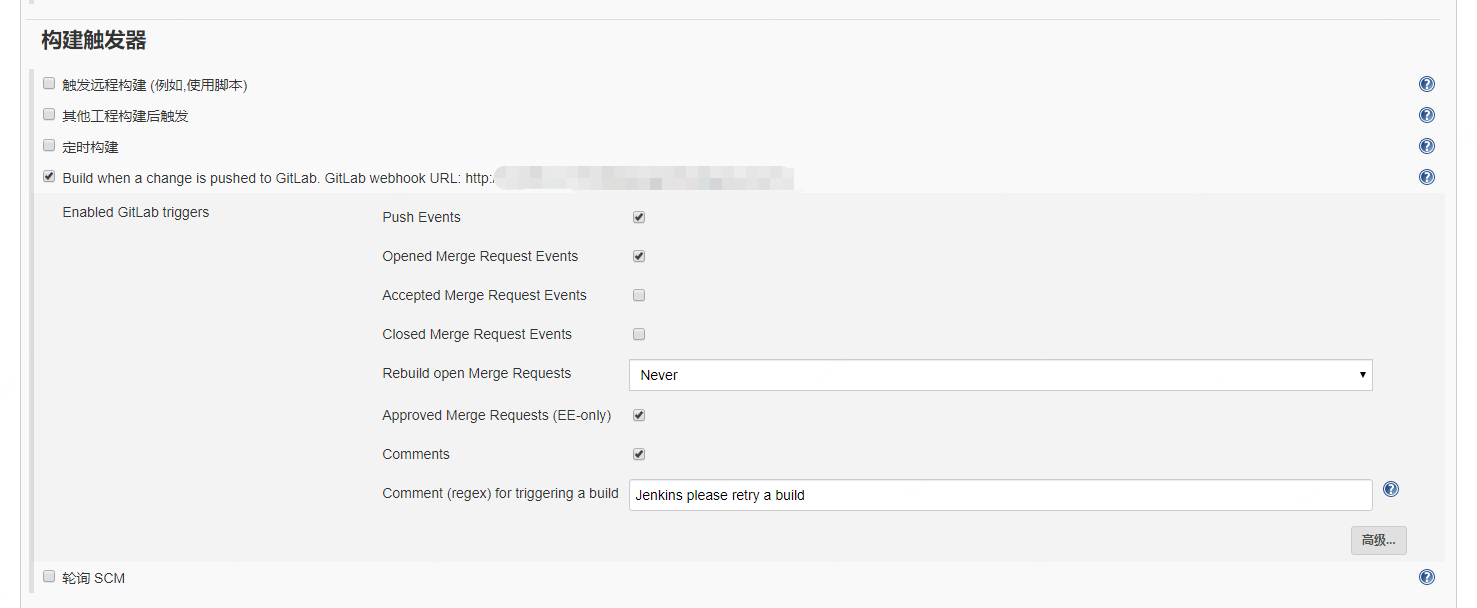 构建触发器
触发远程构建 (例如,使用脚本)
其他工程构建后触发
定时构建
Build when a change is pushed to GitLab. GitLab webhook URL: http:/
Enabled GitLab triggers
Push Events
Opened Merge Request Events
Accepted Merge Request Events
Closed Merge Request Events
Rebuild open Merge Requests Never
Approved Merge Requests (EE-only)
Comments
Comment (regex) for triggering a build Jenkins please retry a build
高级...
轮询 SCM